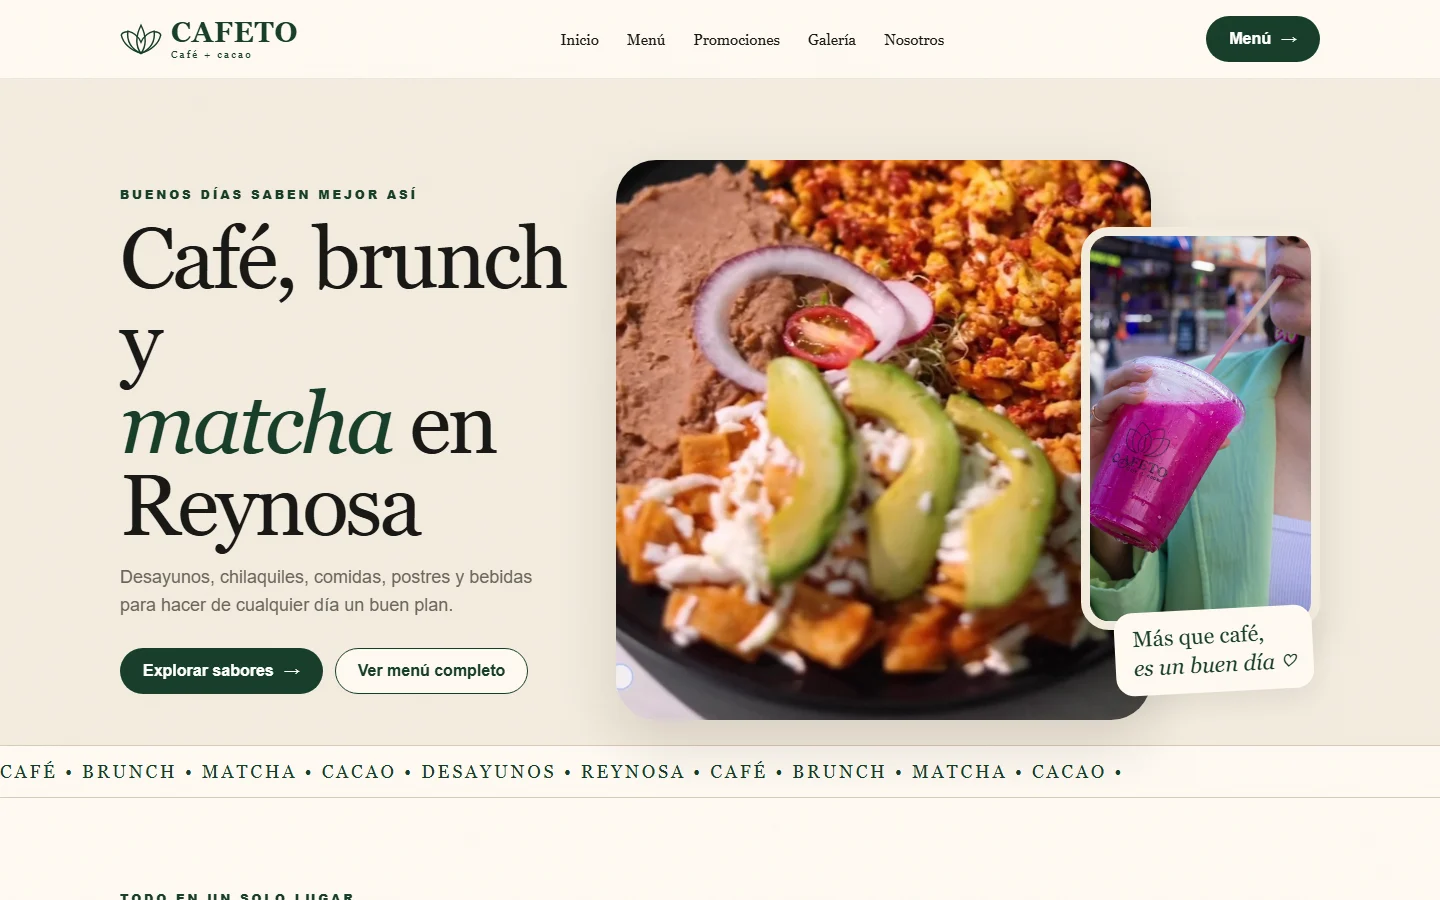 CAFETO
Café + cacao
Inicio
Menú
Promociones
Galería
Nosotros
Menú →
BUENOS DÍAS SABEN MEJOR ASÍ
Café, brunch
y
matcha en
Reynosa
Desayunos, chilaquiles, comidas, postres y bebidas
para hacer de cualquier día un buen plan.
Explorar sabores →
Ver menú completo
CAFETO
Más que café,
es un buen día ♡
CAFÉ • BRUNCH • MATCHA • CACAO • DESAYUNOS • REYNOSA • CAFÉ • BRUNCH • MATCHA • CACAO •
TODO EN UN SOLO LUGAR